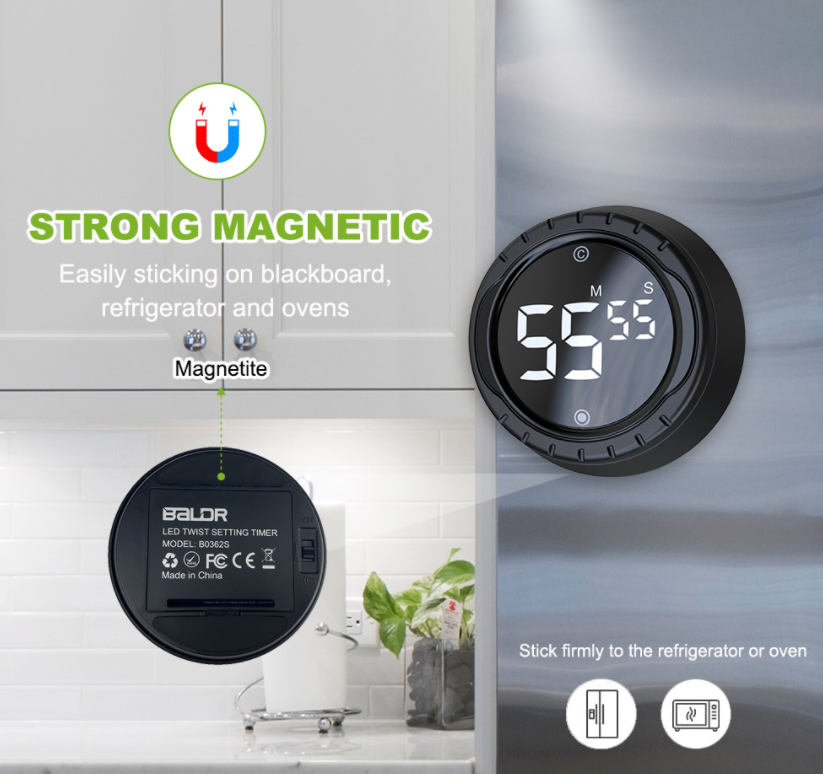 STRONG MAGNETIC
Easily sticking on blackboard,
refrigerator and ovens
Magnetite
BALDR
LED TWIST SETTING TIMER
MODEL: B0362S
FC CE
Made in China
©
M S
55 55
Stick firmly to the refrigerator or oven